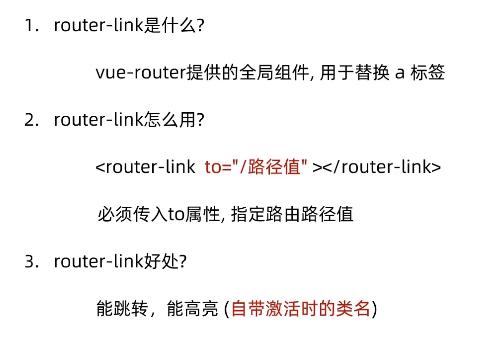 1. router-link是什么?
vue-router提供的全局组件, 用于替换 a 标签
2. router-link怎么用?
<router-link to="/路径值" ></router-link>
必须传入to属性, 指定路由路径值
3. router-link好处?
能跳转，能高亮 (自带激活时的类名)